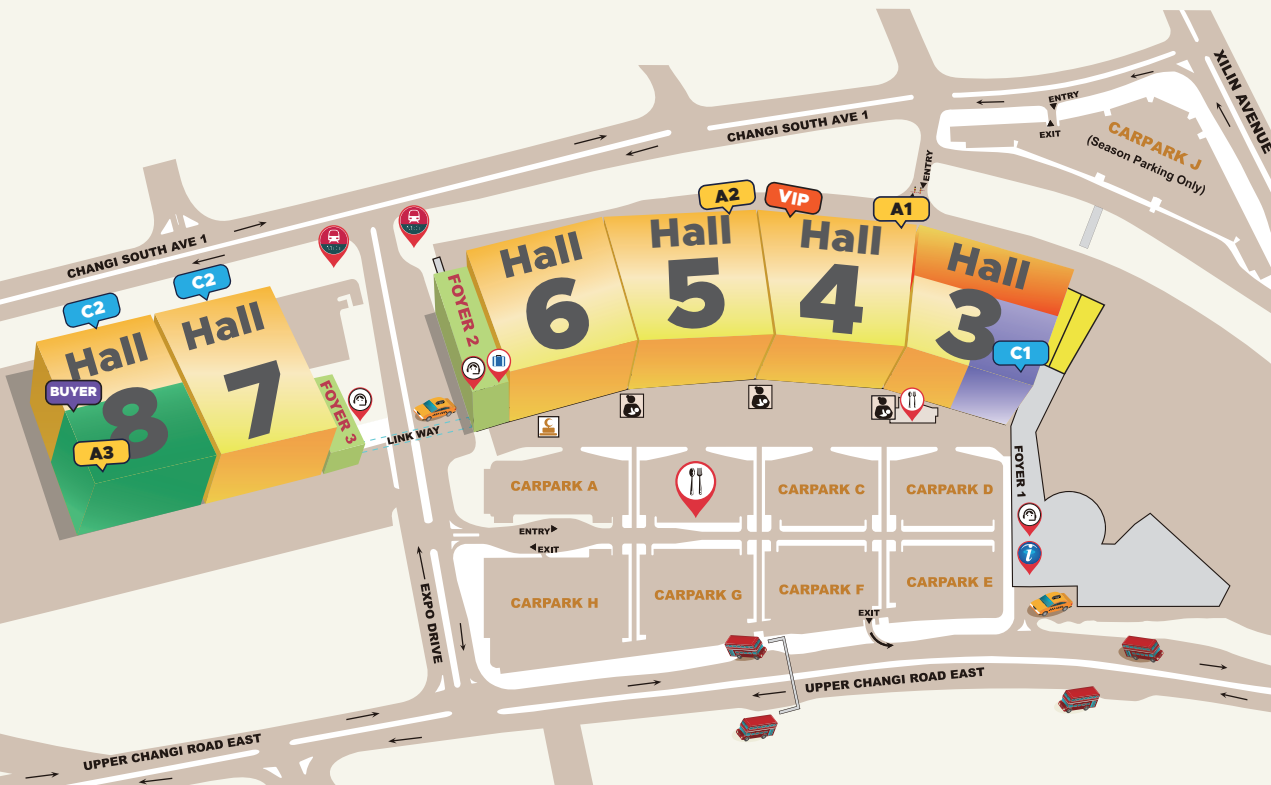 XILIN AVENUE
ENTRY
EXIT
CARPARK J
(Season Parking Only)
CHANGI SOUTH AVE 1
ENTRY
A2
VIP
A1
CHANGI SOUTH AVE 1
C2
C2
Hall
6
Hall
5
Hall
4
Hall
3
C1
FOYER 2
Hall
7
Hall
8
BUYER
A3
FOYER 3
LINK WAY
FOYER 1
CARPARK A
CARPARK C
CARPARK D
ENTRY
EXIT
CARPARK H
CARPARK G
CARPARK F
CARPARK E
EXIT
i
EXPO DRIVE
UPPER CHANGI ROAD EAST
UPPER CHANGI ROAD EAST